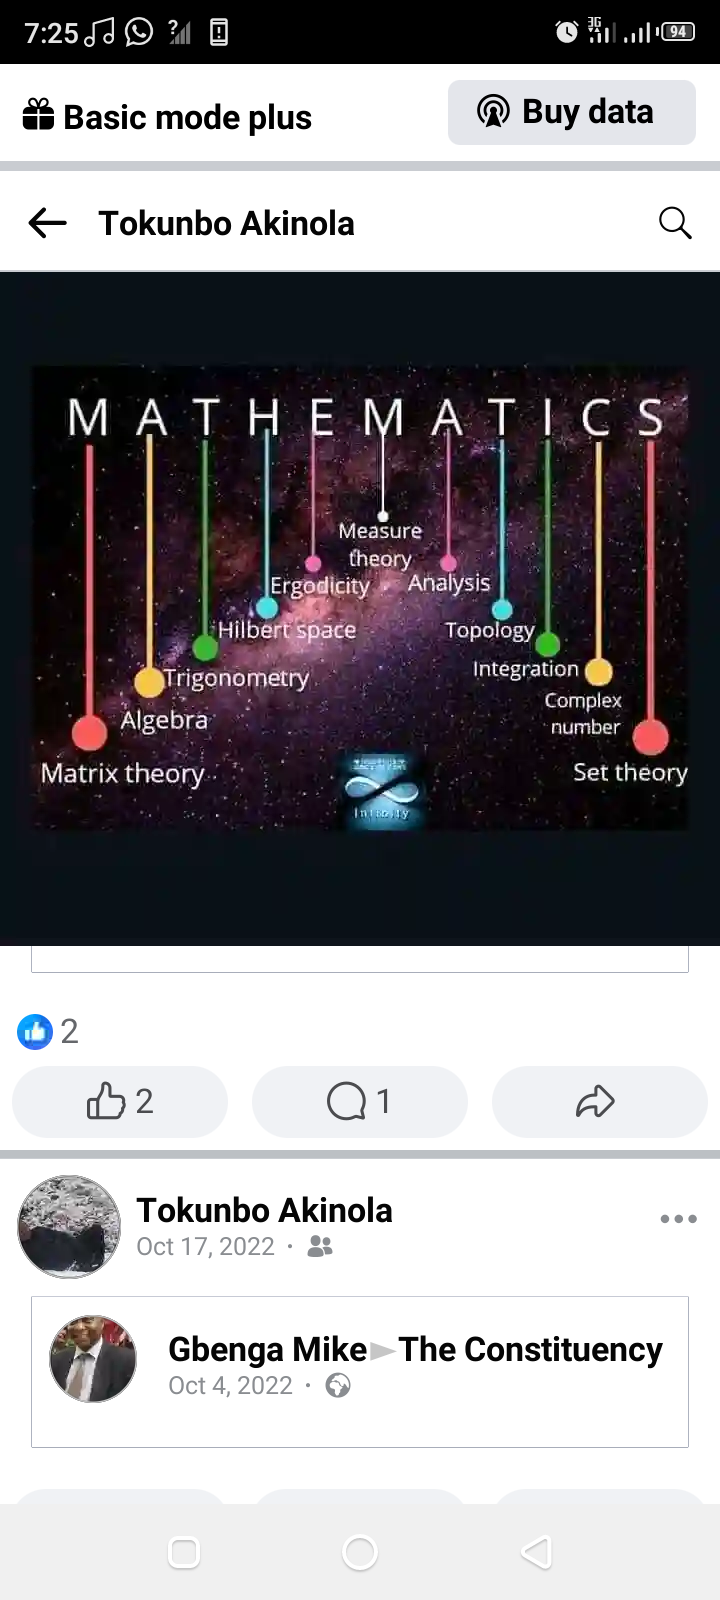 7:25 ? 3G 94
Basic mode plus
Buy data
Tokunbo Akinola
MATHEMATICS
Measure
theory
Ergodicity
Analysis
Hilbert space
Topology
Trigonometry
Integration
Algebra
Complex
number
Matrix theory
Set theory
Infinity
2
2
1
Tokunbo Akinola
Oct 17, 2022 ·
Gbenga Mike
The Constituency
Oct 4, 2022 ·